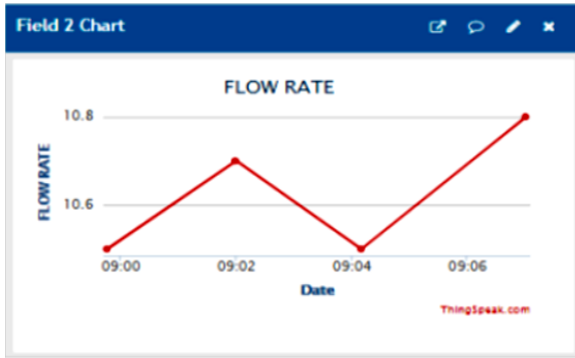 Field 2 Chart
FLOW RATE
FLOW RATE
10.8
10.6
09:00 09:02 09:04 09:06
Date
ThingSpeak.com